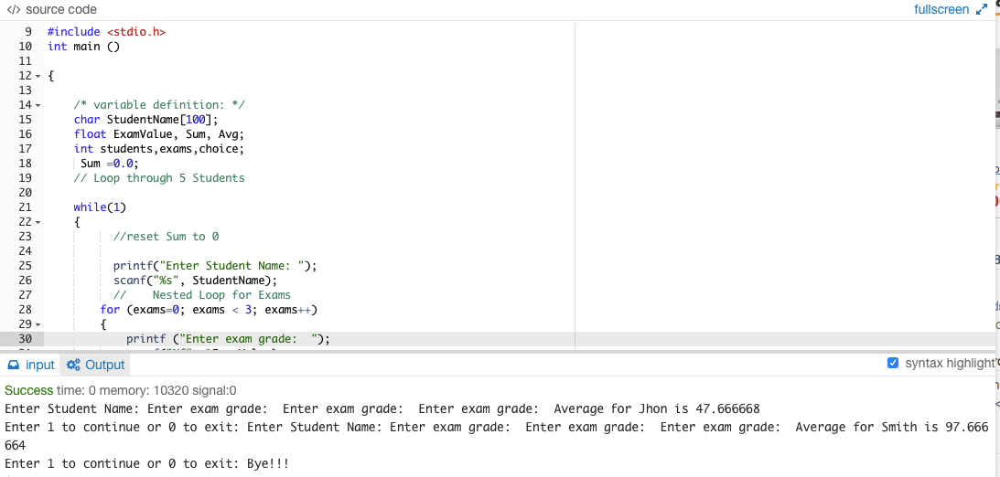 </> source code
fullscreen
9 #include <stdio.h>
10 int main ()
11
12 {
13
14 /* variable definition: */
15 char StudentName[100];
16 float ExamValue, Sum, Avg;
17 int students,exams,choice;
18 Sum =0.0;
19 // Loop through 5 Students
20
21 while(1)
22 {
23 //reset Sum to 0
24
25 printf("Enter Student Name: ");
26 scanf("%s", StudentName);
27 // Nested Loop for Exams
28 for (exams=0; exams < 3; exams++)
29 {
30 printf ("Enter exam grade:  ");
input Output
syntax highlight
Success time: 0 memory: 10320 signal:0
Enter Student Name: Enter exam grade:  Enter exam grade:  Enter exam grade:  Average for Jhon is 47.666668
Enter 1 to continue or 0 to exit: Enter Student Name: Enter exam grade:  Enter exam grade:  Enter exam grade:  Average for Smith is 97.666
664
Enter 1 to continue or 0 to exit: Bye!!!